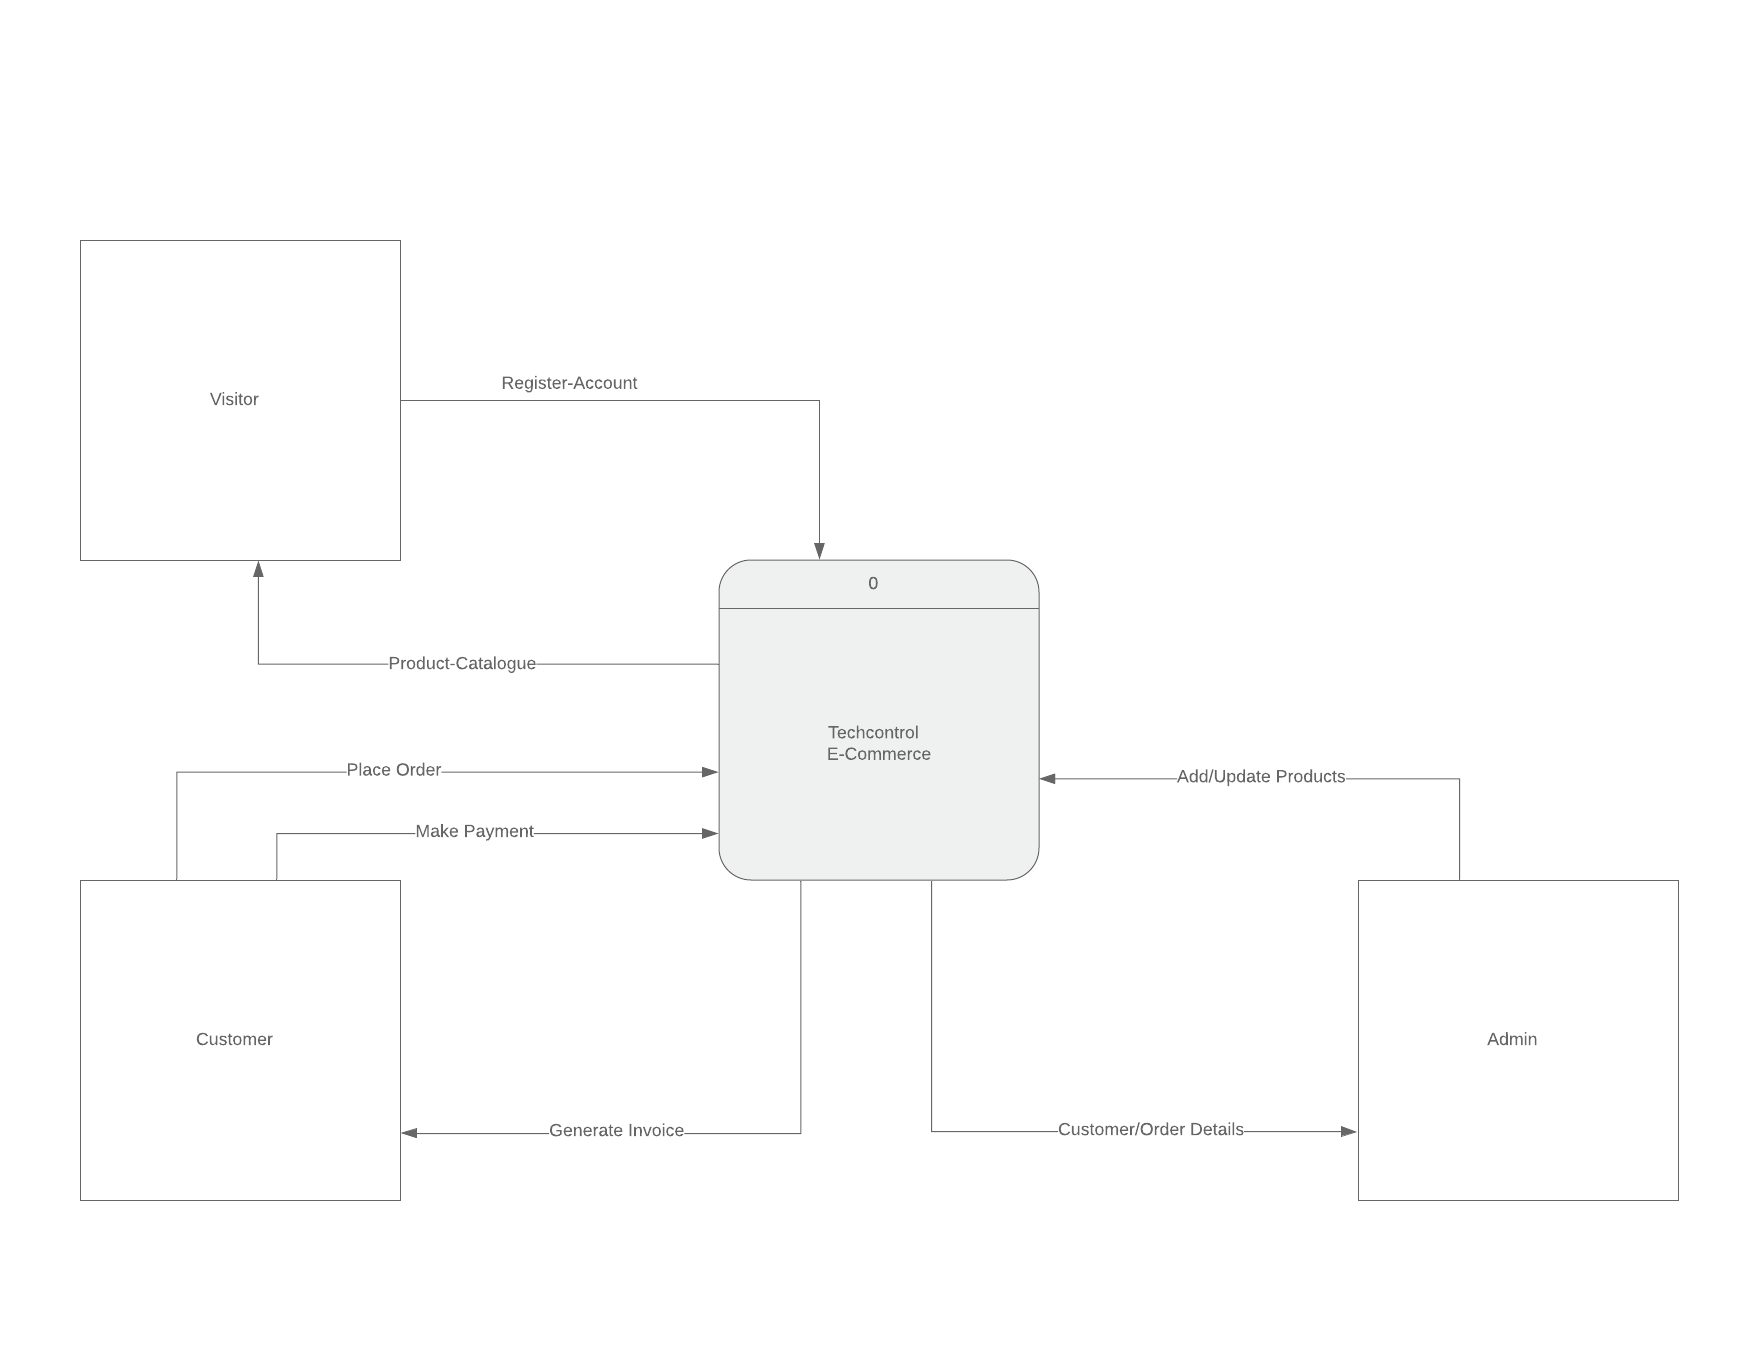 Register-Account
Visitor
0
Product-Catalogue
Techcontrol
E-Commerce
Place Order
Add/Update Products
Make Payment
Customer
Admin
Generate Invoice
Customer/Order Details